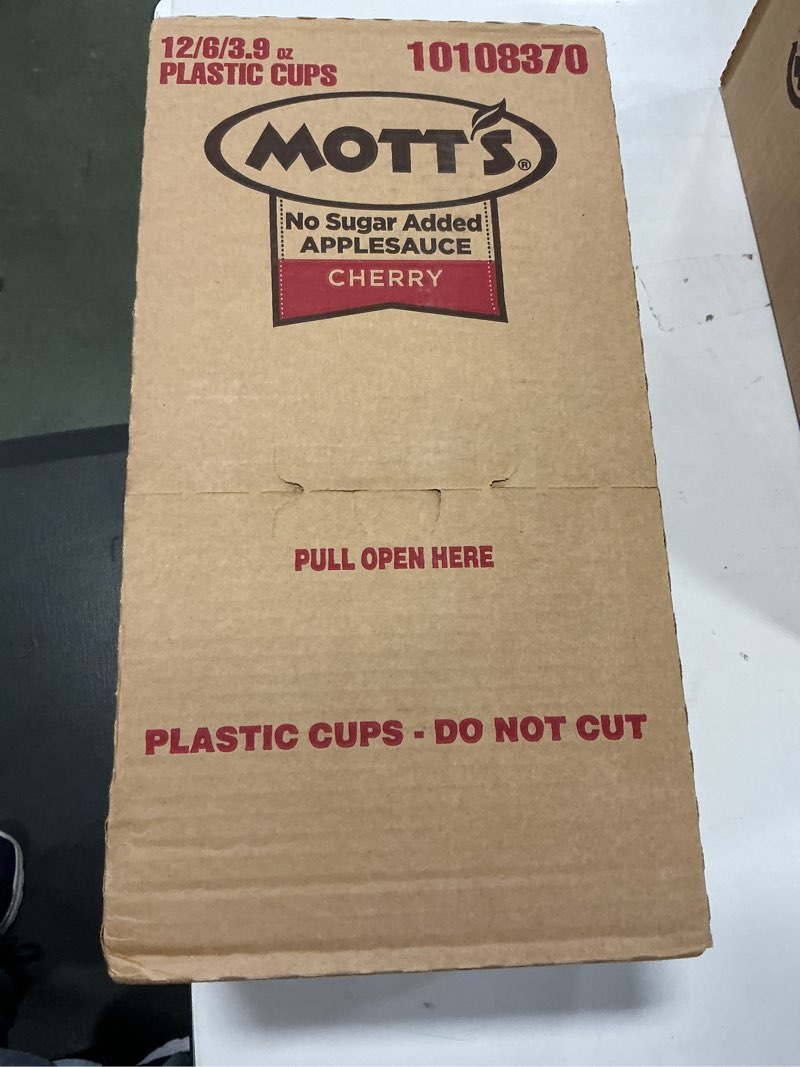 12/6/3.9 oz
PLASTIC CUPS
10108370
MOTT'S®
No Sugar Added
APPLESAUCE
CHERRY
PULL OPEN HERE
PLASTIC CUPS - DO NOT CUT